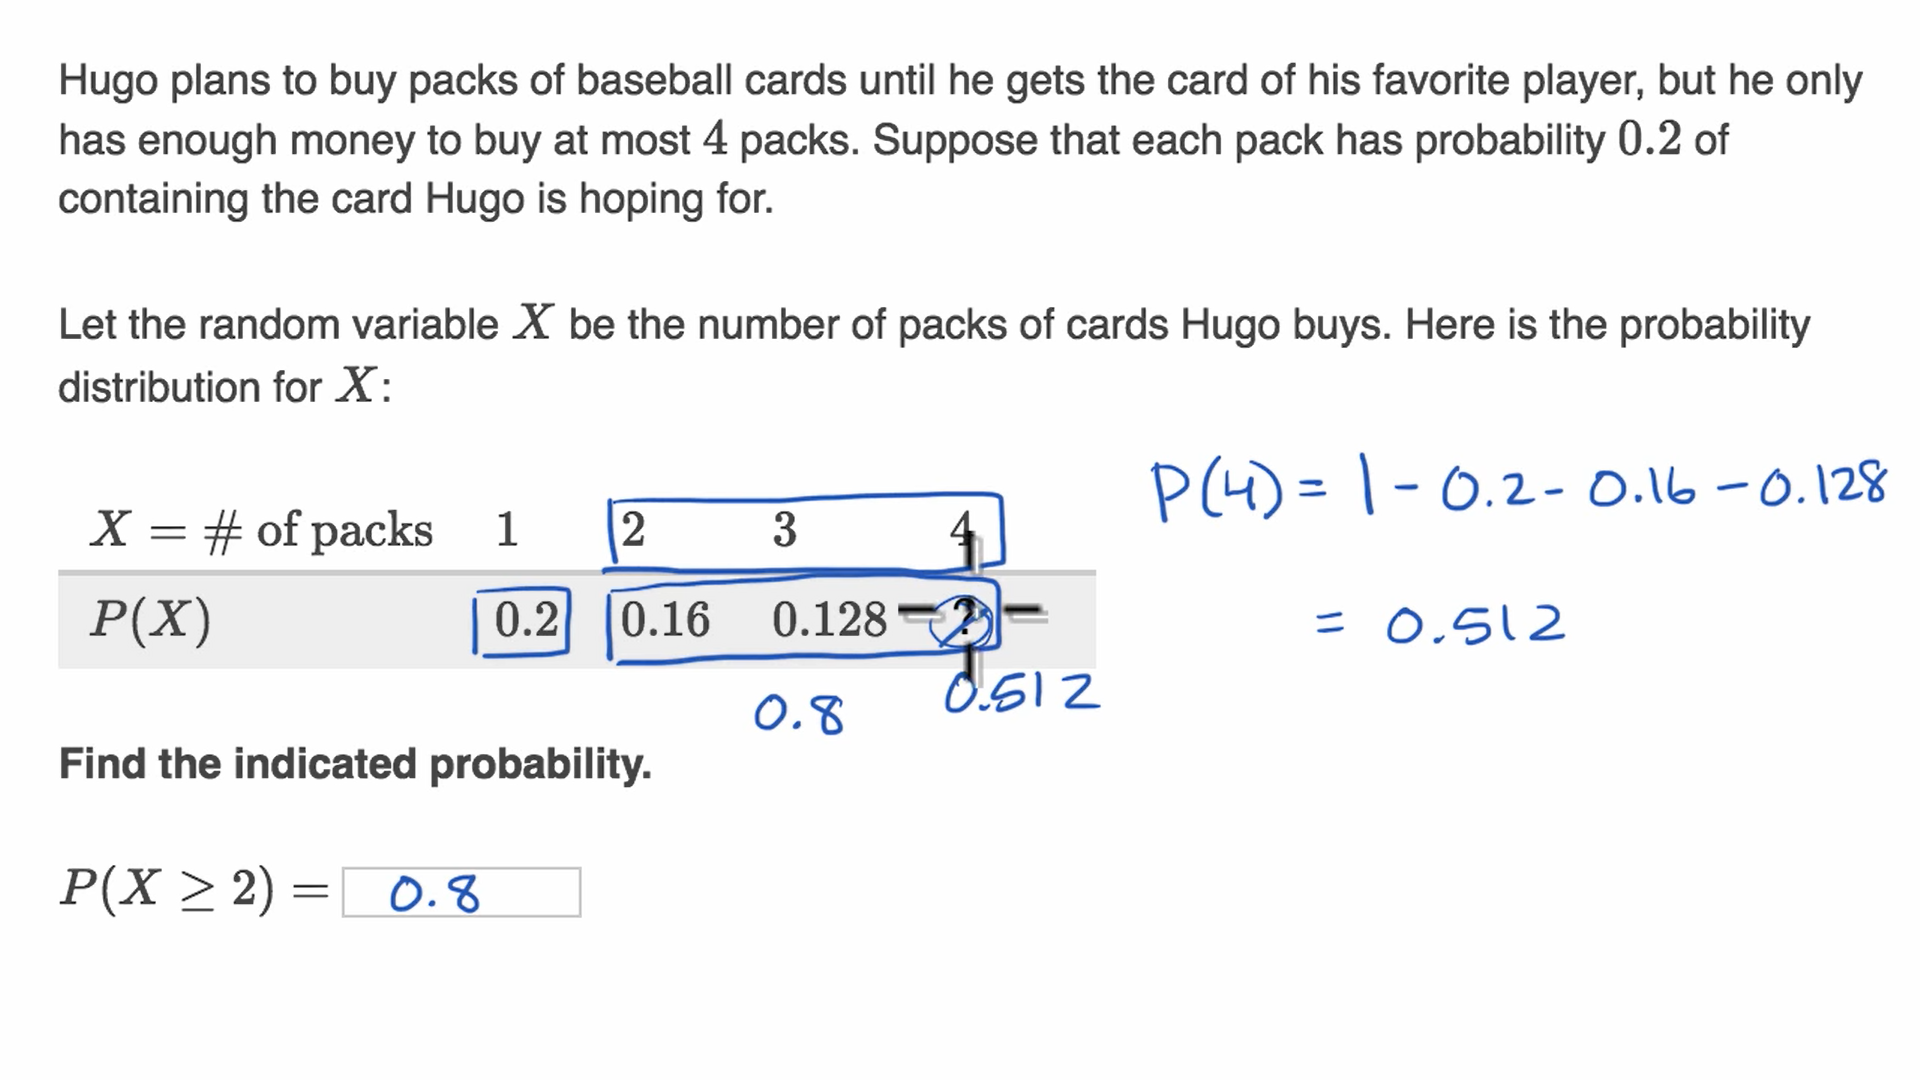 Hugo plans to buy packs of baseball cards until he gets the card of his favorite player, but he only
has enough money to buy at most 4 packs. Suppose that each pack has probability 0.2 of
containing the card Hugo is hoping for.
Let the random variable X be the number of packs of cards Hugo buys. Here is the probability
distribution for X:
X = # of packs 1 2 3 4
P(X) 0.2 0.16 0.128 ?
0.8 0.512
P(4) = 1 - 0.2 - 0.16 - 0.128
= 0.512
Find the indicated probability.
P(X ≥ 2) = 0.8